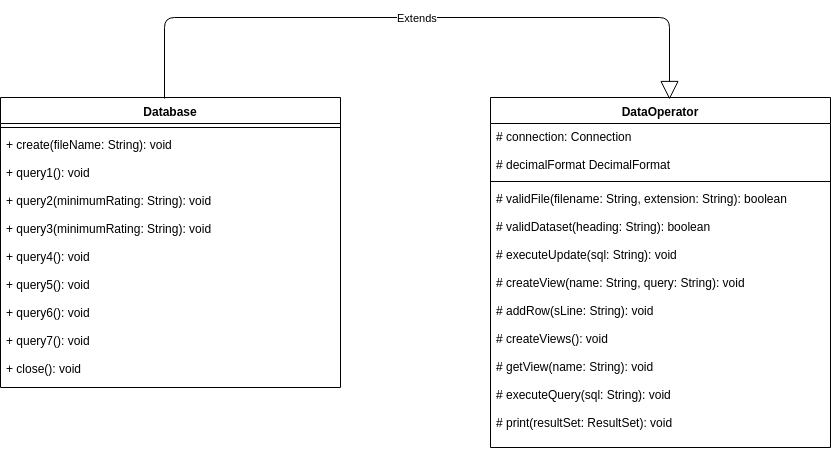 Extends
Database
+ create(fileName: String): void
+ query1(): void
+ query2(minimumRating: String): void
+ query3(minimumRating: String): void
+ query4(): void
+ query5(): void
+ query6(): void
+ query7(): void
+ close(): void
DataOperator
# connection: Connection
# decimalFormat DecimalFormat
# validFile(filename: String, extension: String): boolean
# validDataset(heading: String): boolean
# executeUpdate(sql: String): void
# createView(name: String, query: String): void
# addRow(sLine: String): void
# createViews(): void
# getView(name: String): void
# executeQuery(sql: String): void
# print(resultSet: ResultSet): void